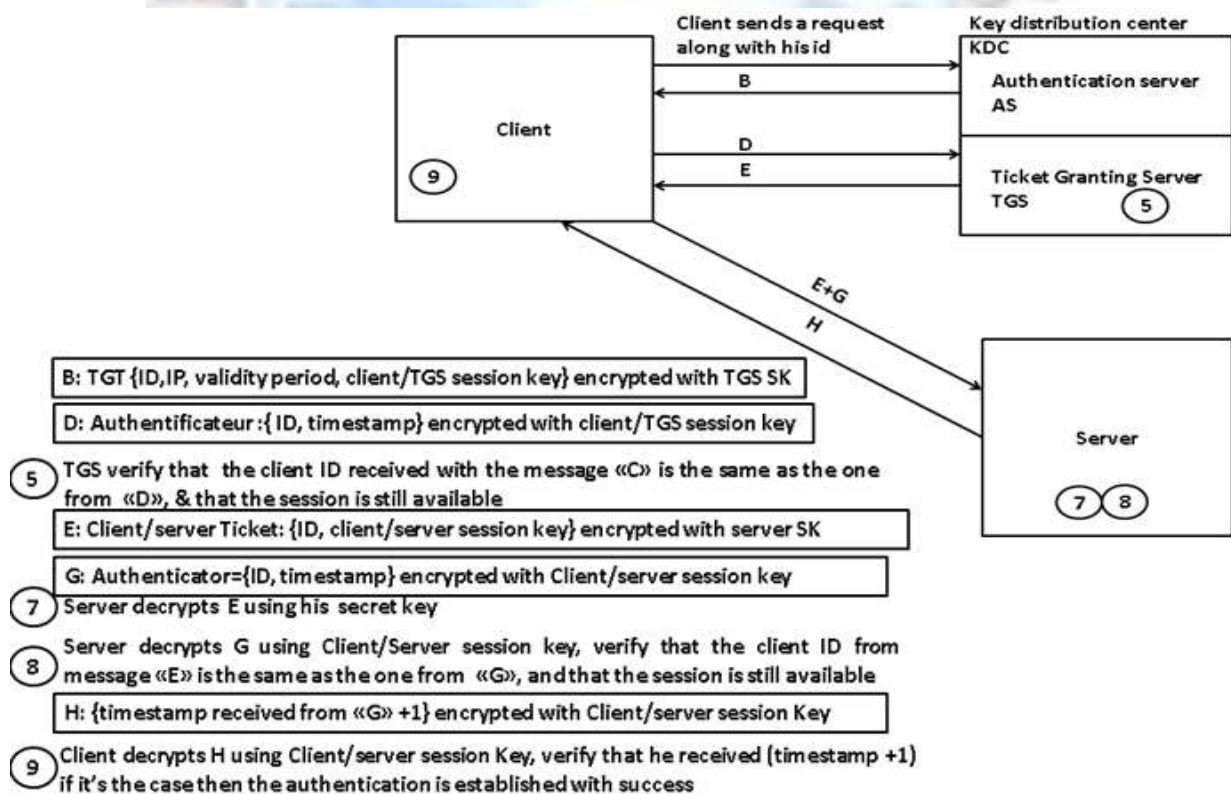 Client sends a request
along with his id
Key distribution center
KDC
B
Authentication server
AS
Client
D
9
E
Ticket Granting Server
TGS
5
E+G
H
B: TGT {ID,IP, validity period, client/TGS session key} encrypted with TGS SK
D: Authentificateur :{ ID, timestamp} encrypted with client/TGS session key
Server
5 TGS verify that the client ID received with the message «C» is the same as the one
from «D», & that the session is still available
7 8
E: Client/server Ticket: {ID, client/server session key} encrypted with server SK
G: Authenticator={ID, timestamp} encrypted with Client/server session key
7 Server decrypts E using his secret key
8 Server decrypts G using Client/Server session key, verify that the client ID from
message «E» is the same as the one from «G», and that the session is still available
H: {timestamp received from «G» +1} encrypted with Client/server session Key
9 Client decrypts H using Client/server session Key, verify that he received (timestamp +1)
if it's the case then the authentication is established with success